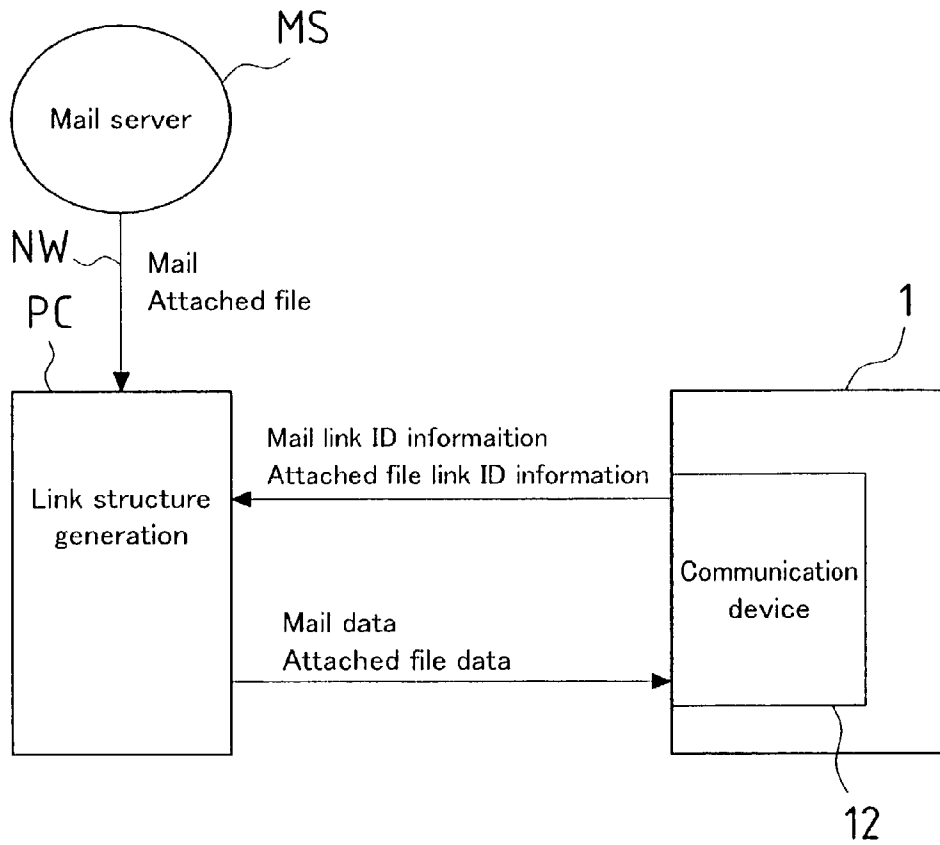 MS
Mail server
NW
Mail
Attached file
PC
1
Mail link ID informaition
Attached file link ID information
Link structure
generation
Communication
device
Mail data
Attached file data
12